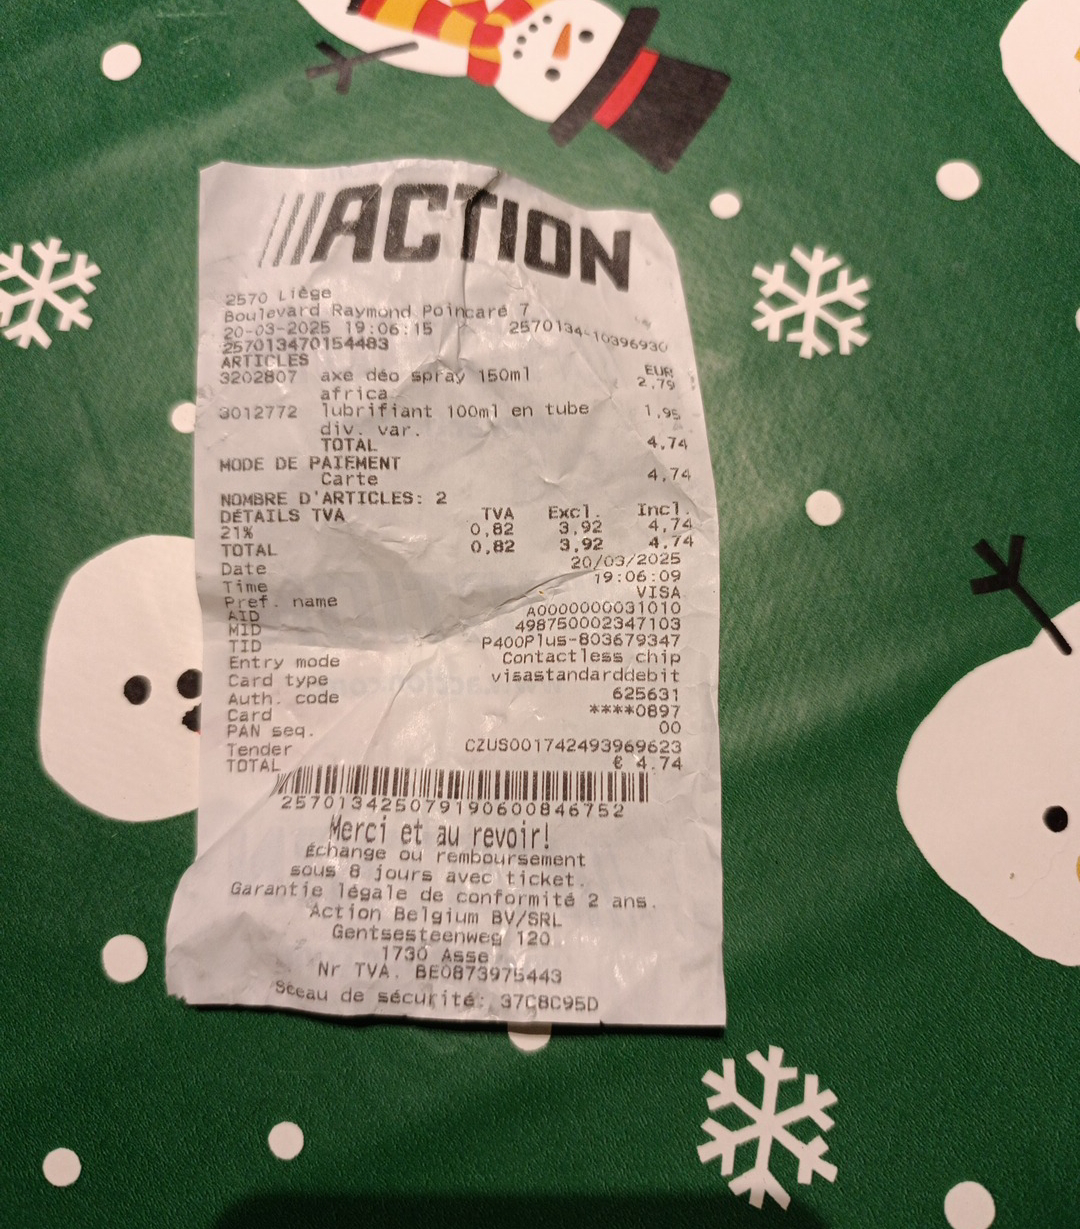 ACTION
2570 Liège
Boulevard Raymond Poincaré 7
20-03-2025 19:06:15 2570134-10396930
257013470154483
ARTICLES EUR
3202807 axe déo spray 150ml 2,79
africa
3012772 lubrifiant 100ml en tube 1,95
div. var.
TOTAL 4,74
MODE DE PAIEMENT
Carte 4,74
NOMBRE D'ARTICLES: 2
DÉTAILS TVA TVA Excl. Incl.
21% 0,82 3,92 4,74
TOTAL 0,82 3,92 4,74
Date 20/03/2025
Time 19:06:09
Pref. name VISA
AID A0000000031010
MID 498750002347103
TID P400Plus-803679347
Entry mode Contactless chip
Card type visastandarddebit
Auth. code 625631
Card ****0897
PAN seq. 00
Tender CZUS001742493969623
TOTAL € 4.74
257013425079190600846752
Merci et au revoir!
Échange ou remboursement
sous 8 jours avec ticket.
Garantie légale de conformité 2 ans.
Action Belgium BV/SRL
Gentsesteenweg 120
1730 Asse
Nr TVA. BE0873975443
Sceau de sécurité: 37C8C95D